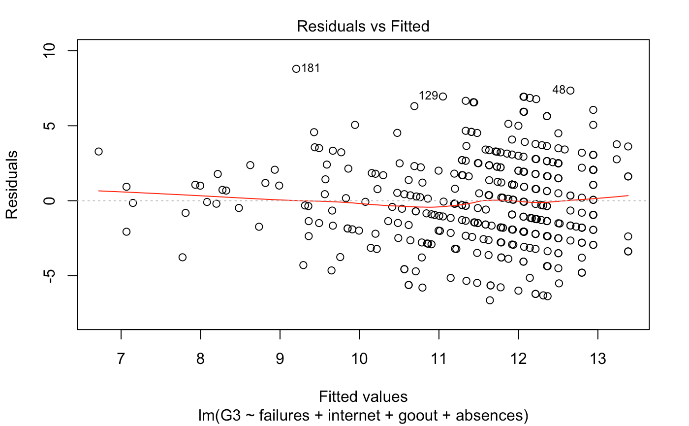 Residuals vs Fitted
10
5
0
-5
Residuals
181
129
48
7 8 9 10 11 12 13
Fitted values
lm(G3 ~ failures + internet + goout + absences)